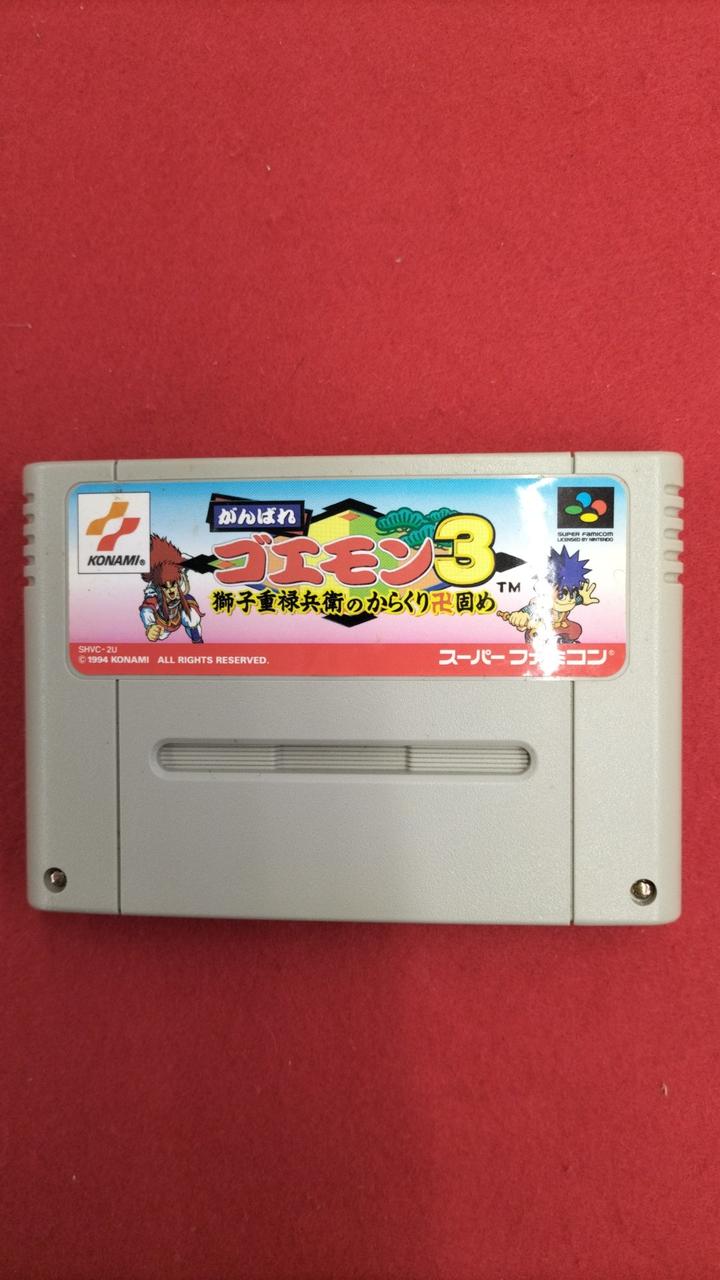 KONAMI®
がんばれ
ゴエモン3
TM
獅子重禄兵衛のからくり卍固め
SUPER FAMICOM
LICENSED BY NINTENDO
SHVC-2U
© 1994 KONAMI ALL RIGHTS RESERVED.
スーパーファミコン®